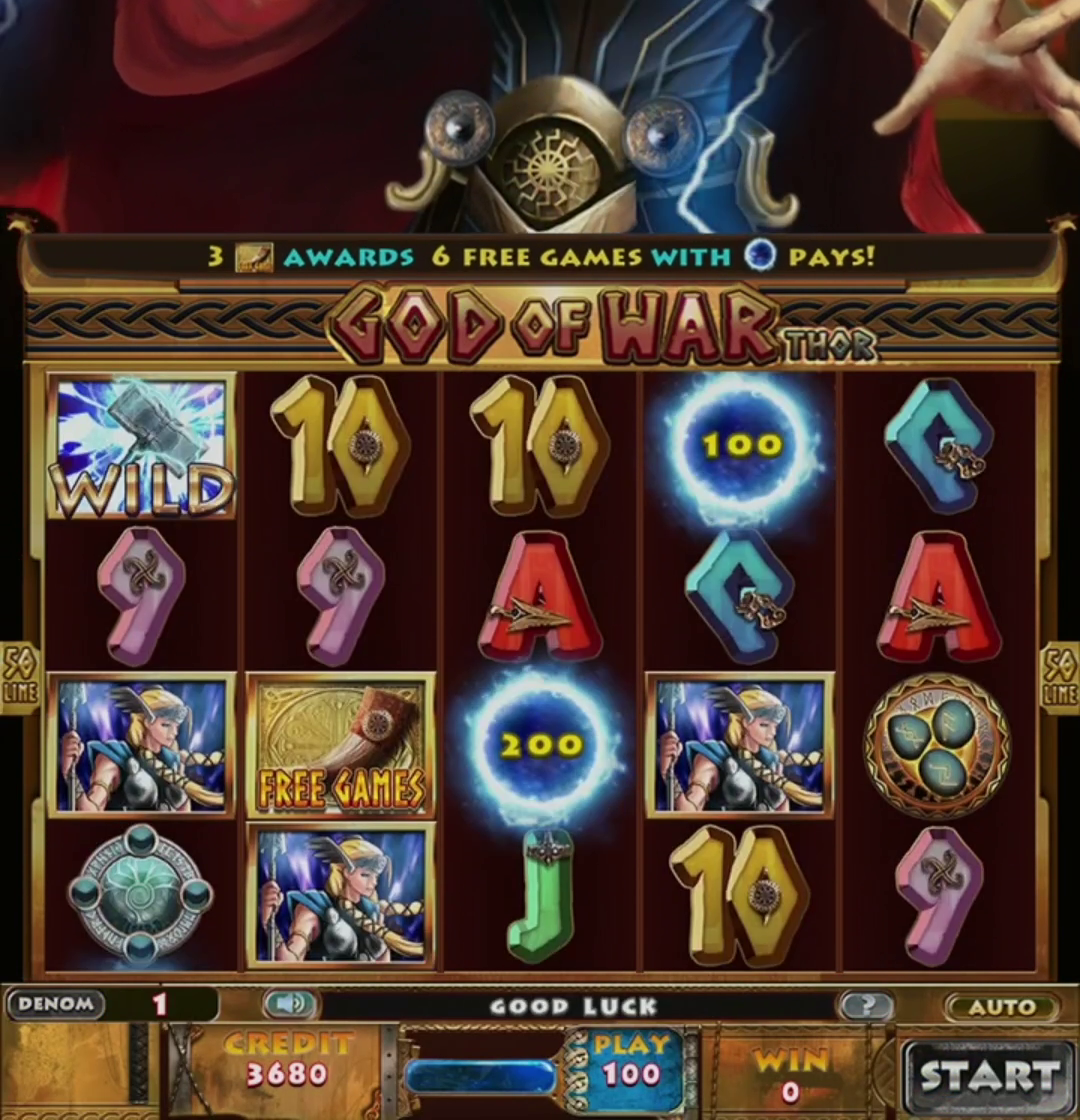 3 AWARDS 6 FREE GAMES WITH PAYS!
GOD OF WAR
THOR
WILD 10 10 100 Q
9 9 A Q A
50 LINE
50 LINE
FREE GAMES 200
J 10 9
DENOM 1 GOOD LUCK ? AUTO
CREDIT PLAY WIN START
3680 100 0